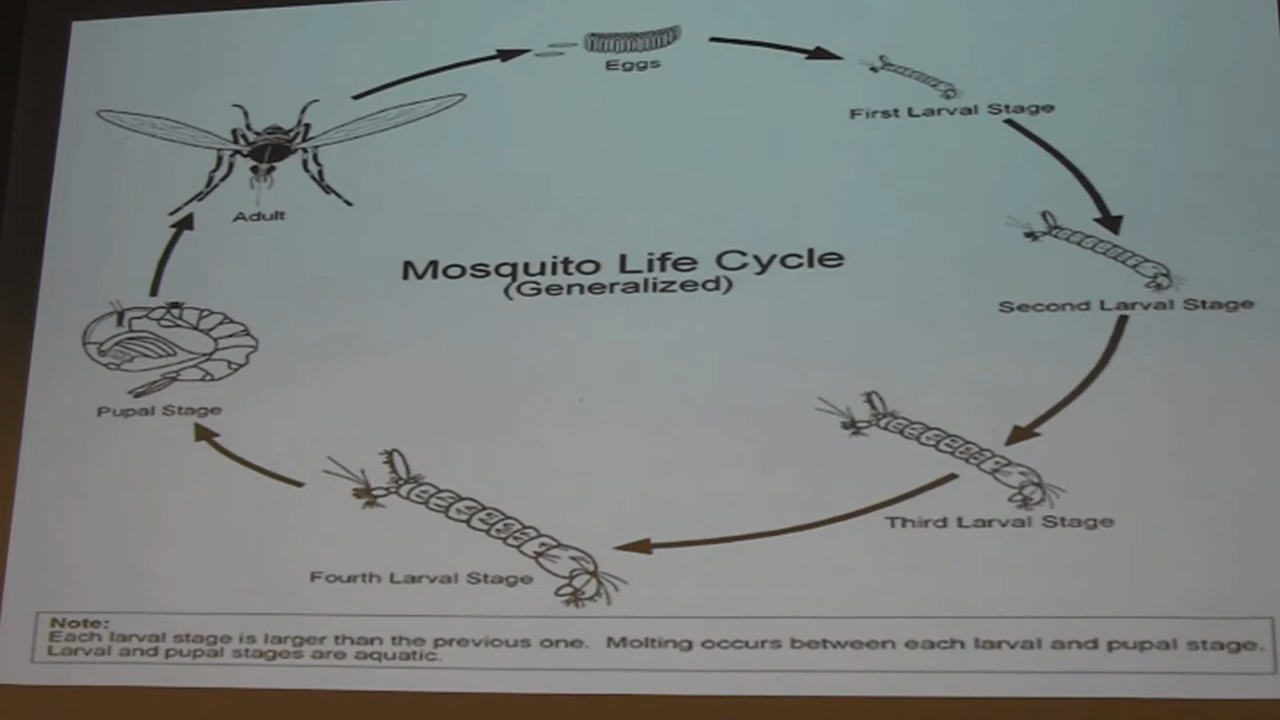 Eggs
First Larval Stage
Adult
Mosquito Life Cycle
(Generalized)
Second Larval Stage
Pupal Stage
Third Larval Stage
Fourth Larval Stage
Note:
Each larval stage is larger than the previous one. Molting occurs between each larval and pupal stage.
Larval and pupal stages are aquatic.